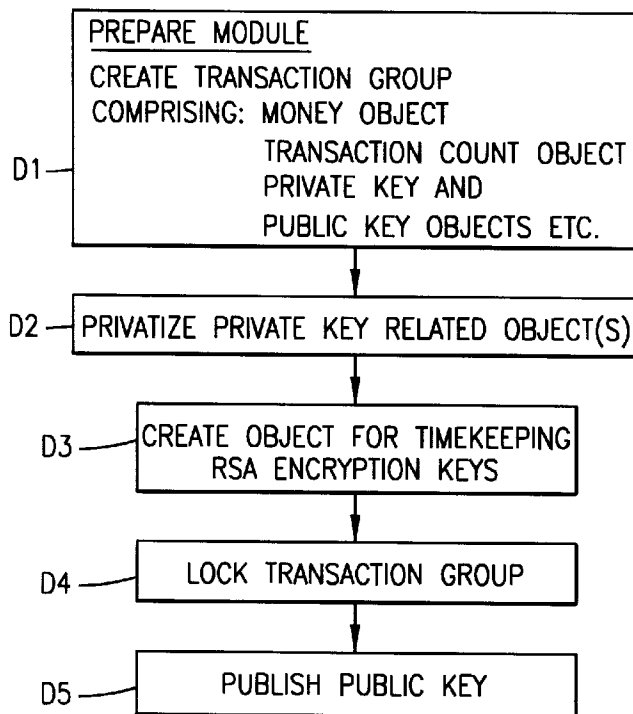 PREPARE MODULE
CREATE TRANSACTION GROUP
COMPRISING: MONEY OBJECT
TRANSACTION COUNT OBJECT
D1
PRIVATE KEY AND
PUBLIC KEY OBJECTS ETC.
D2 PRIVATIZE PRIVATE KEY RELATED OBJECT(S)
D3 CREATE OBJECT FOR TIMEKEEPING
RSA ENCRYPTION KEYS
D4 LOCK TRANSACTION GROUP
D5 PUBLISH PUBLIC KEY